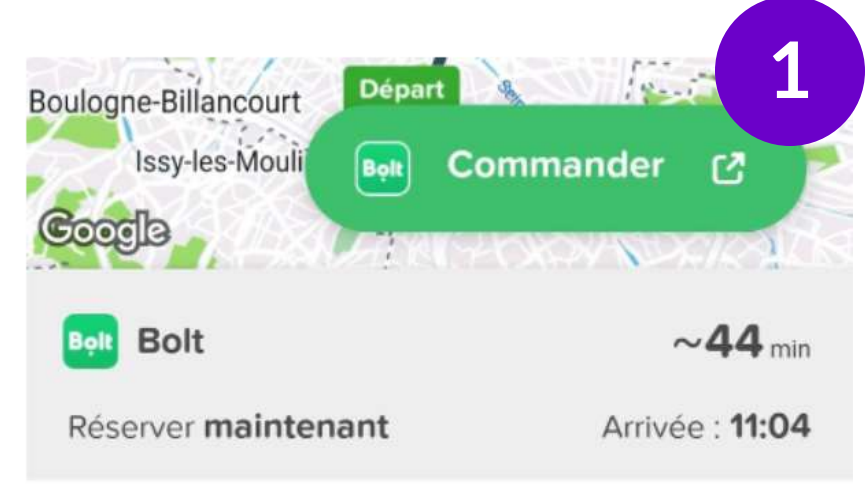 1
Boulogne-Billancourt
Départ
Sein
Issy-les-Mouli
Bolt Commander
Google
Bolt Bolt
~44 min
Réserver maintenant
Arrivée : 11:04